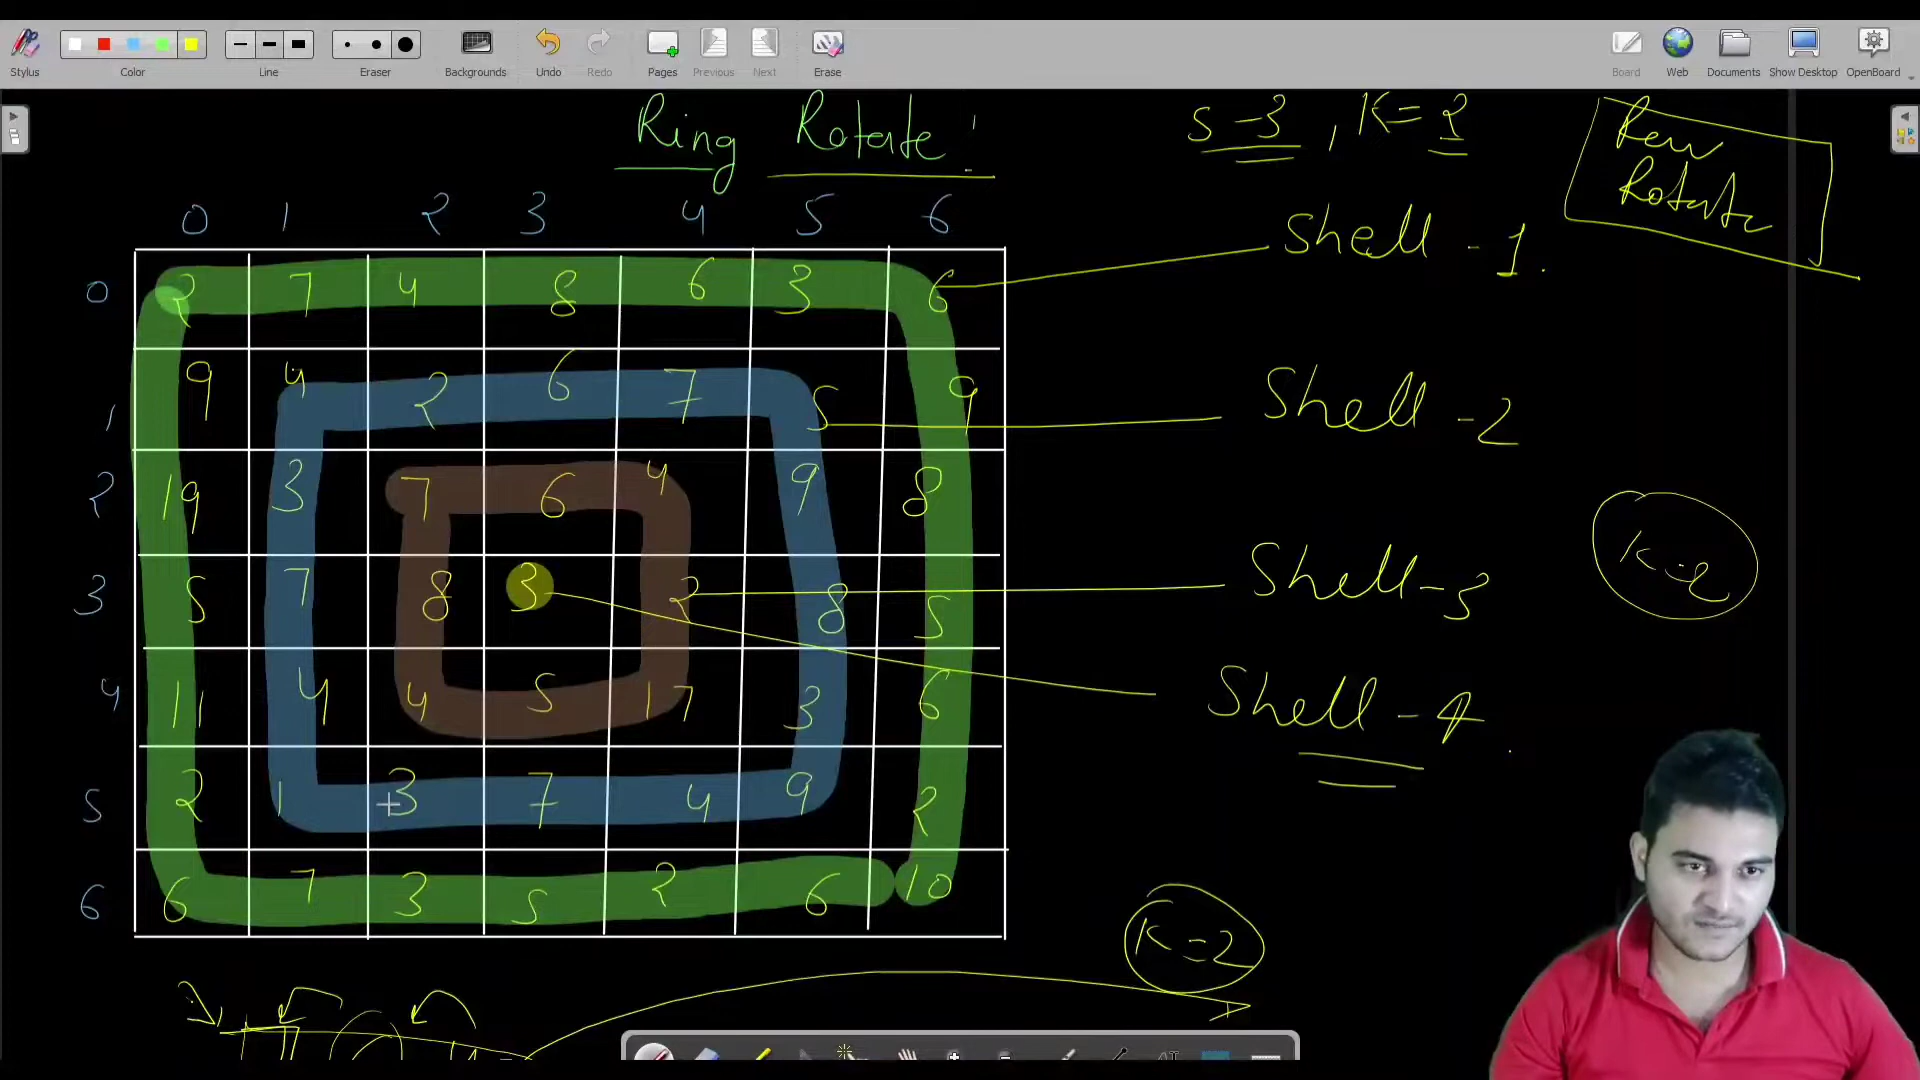 Stylus Color Line Eraser Backgrounds Undo Redo Pages Previous Next Erase Board Web Documents Show Desktop OpenBoard
Ring Rotate
S-3, K=2
Rotate
0 1 2 3 4 5 6
Shell-1.
0 2 7 4 8 6 3 6
1 9 4 2 6 7 5 9
Shell-2
2 19 3 7 6 4 9 8
K=2
3 5 7 8 3 2 8 5
Shell-3
4 11 4 4 5 17 3 6
Shell-4
5 2 1 3 7 4 9 2
6 6 7 3 5 2 6 10
K=2